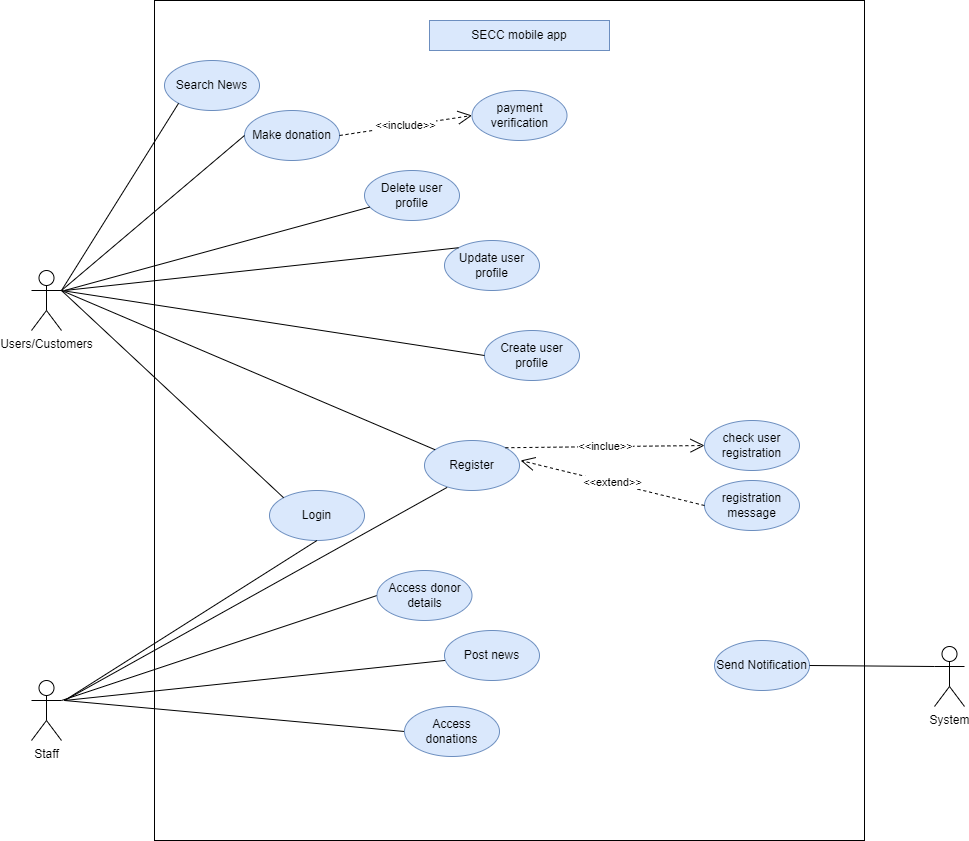 SECC mobile app
Search News
Make donation
<<include>>
payment
verification
Delete user
profile
Update user
profile
Users/Customers
Create user
profile
Register
<<inclue>>
check user
registration
<<extend>>
registration
message
Login
Access donor
details
Post news
Send Notification
System
Staff
Access
donations